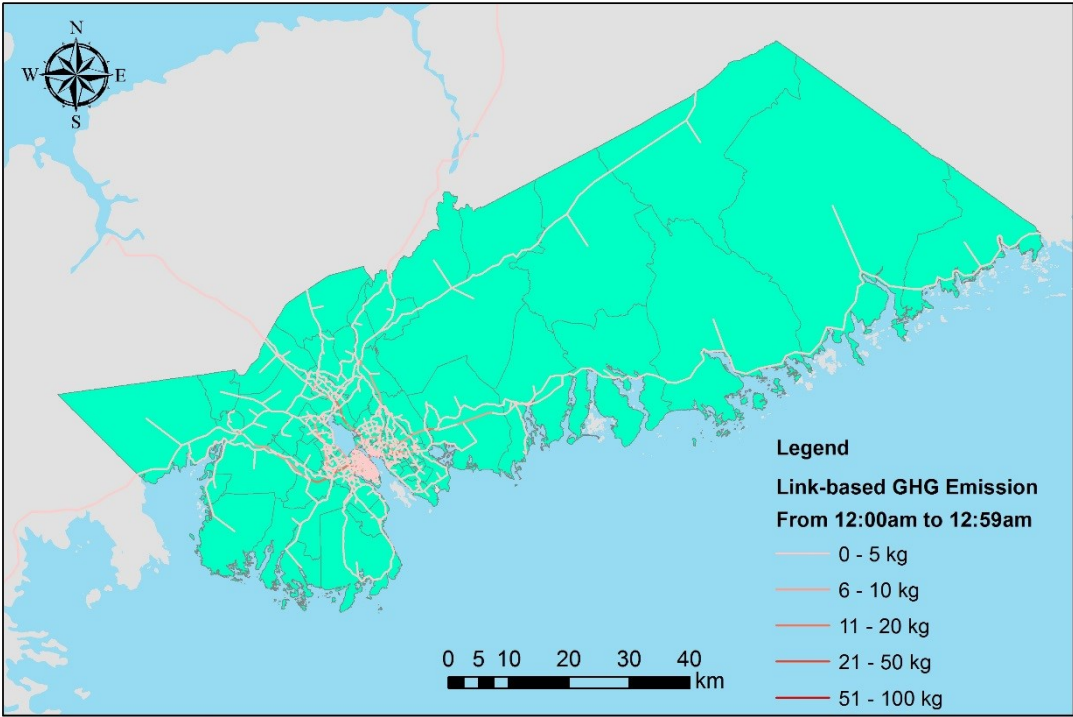 N
W E
S
Legend
Link-based GHG Emission
From 12:00am to 12:59am
0 - 5 kg
6 - 10 kg
11 - 20 kg
21 - 50 kg
51 - 100 kg
0 5 10 20 30 40
km